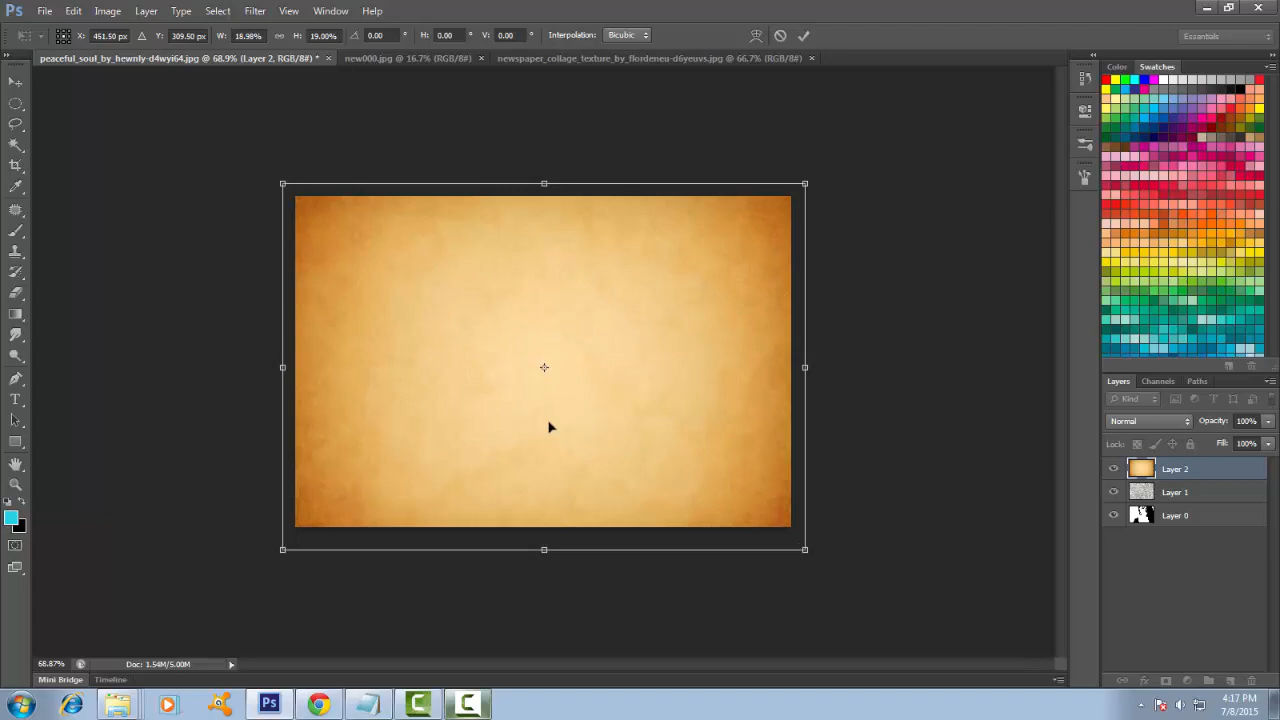 Ps File Edit Image Layer Type Select Filter View Window Help
X: 451.50 px Y: 309.50 px W: 18.98% H: 19.00% 0.00 ° H: 0.00 ° V: 0.00 ° Interpolation: Bicubic Essentials
peaceful_soul_by_hewnly-d4wyi64.jpg @ 68.9% (Layer 2, RGB/8#) * × new000.jpg @ 16.7% (RGB/8#) × newspaper_collage_texture_by_flordeneu-d6yeuvs.jpg @ 66.7% (RGB/8#) ×
Color Swatches
Layers Channels Paths
Kind
Normal Opacity: 100%
Lock: Fill: 100%
Layer 2
Layer 1
Layer 0
68.87% Doc: 1.54M/5.00M
Mini Bridge Timeline
4:17 PM
7/8/2015